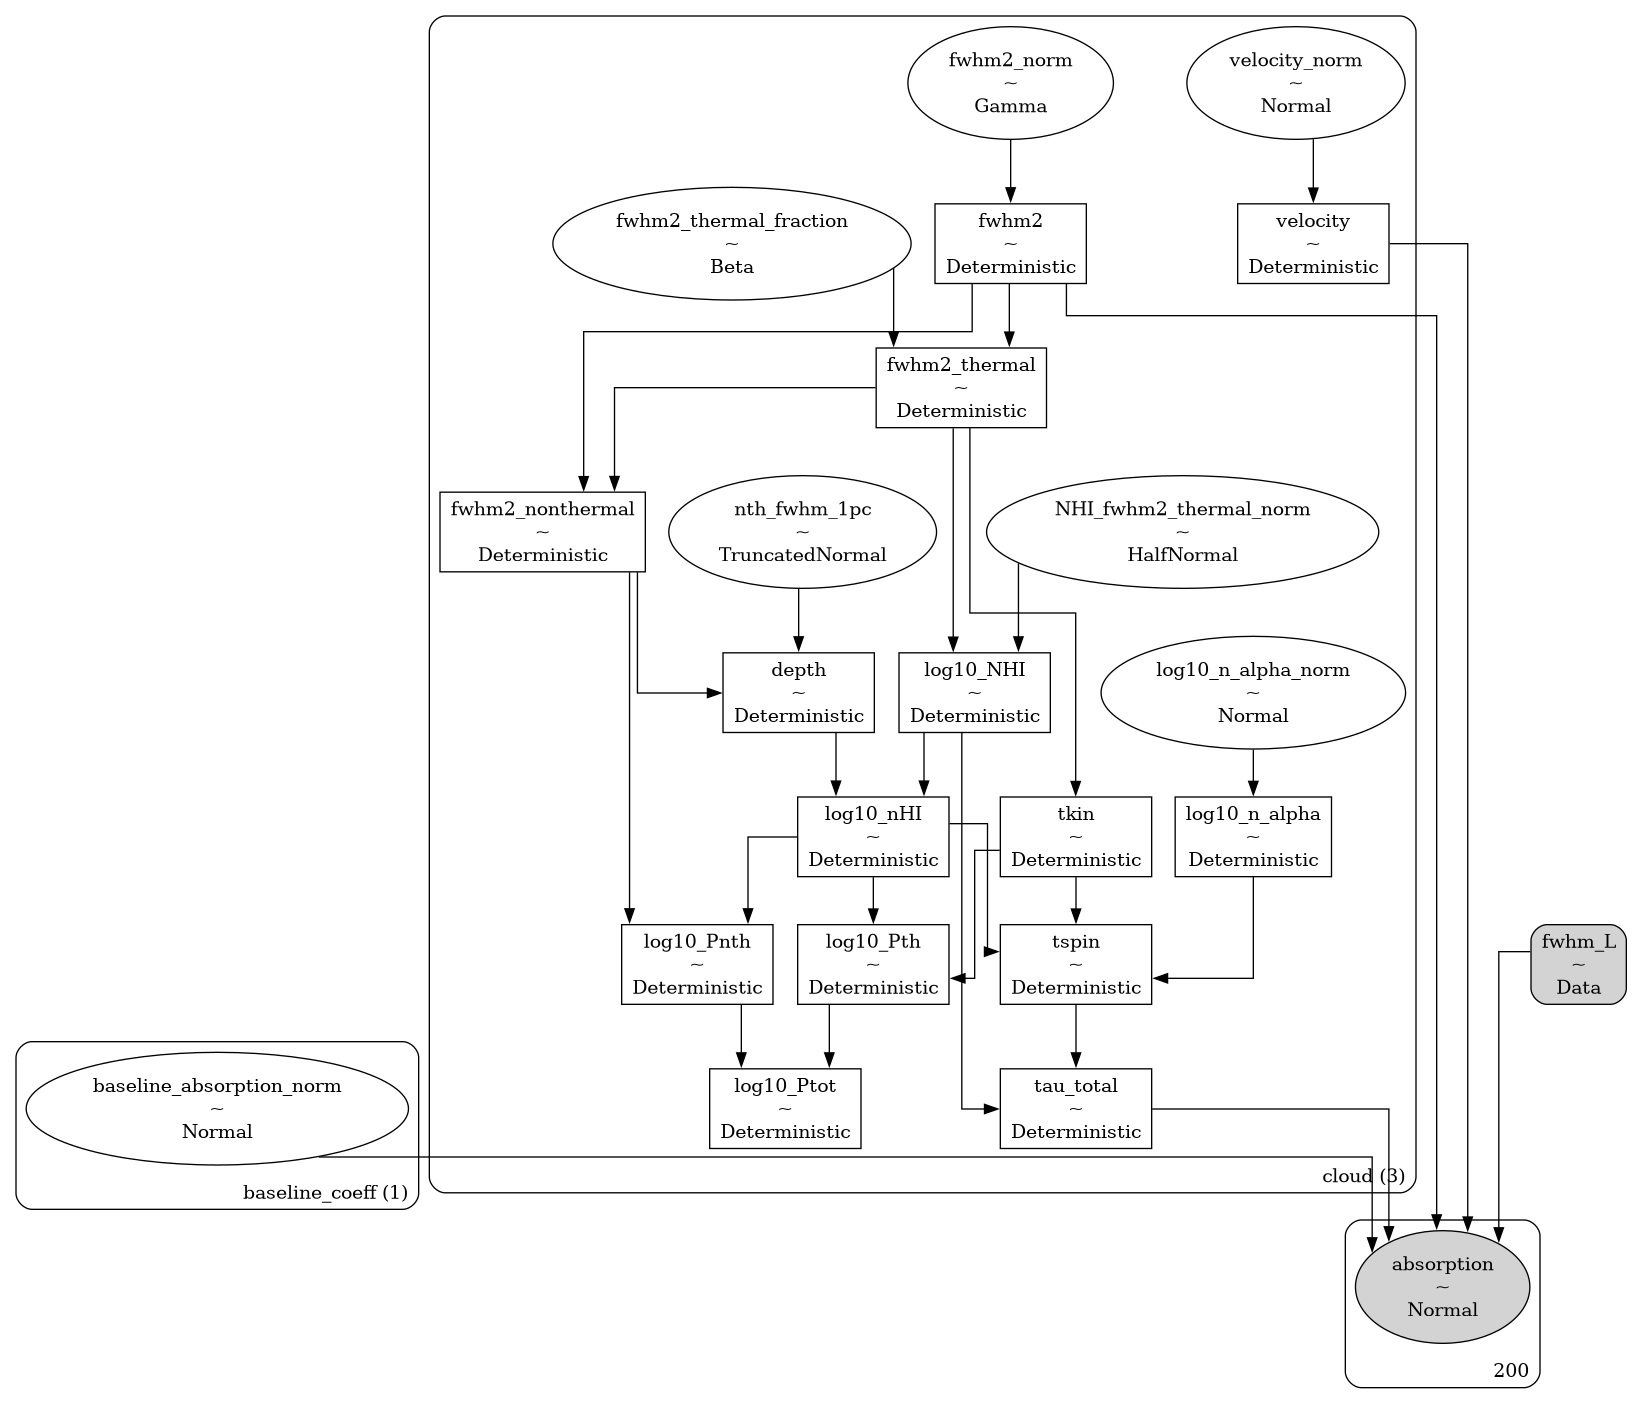 fwhm2_norm
~
Gamma
velocity_norm
~
Normal
fwhm2_thermal_fraction
~
Beta
fwhm2
~
Deterministic
velocity
~
Deterministic
fwhm2_thermal
~
Deterministic
fwhm2_nonthermal
~
Deterministic
nth_fwhm_1pc
~
TruncatedNormal
NHI_fwhm2_thermal_norm
~
HalfNormal
depth
~
Deterministic
log10_NHI
~
Deterministic
log10_n_alpha_norm
~
Normal
log10_nHI
~
Deterministic
tkin
~
Deterministic
log10_n_alpha
~
Deterministic
log10_Pnth
~
Deterministic
log10_Pth
~
Deterministic
tspin
~
Deterministic
fwhm_L
~
Data
baseline_absorption_norm
~
Normal
log10_Ptot
~
Deterministic
tau_total
~
Deterministic
cloud (3)
baseline_coeff (1)
absorption
~
Normal
200